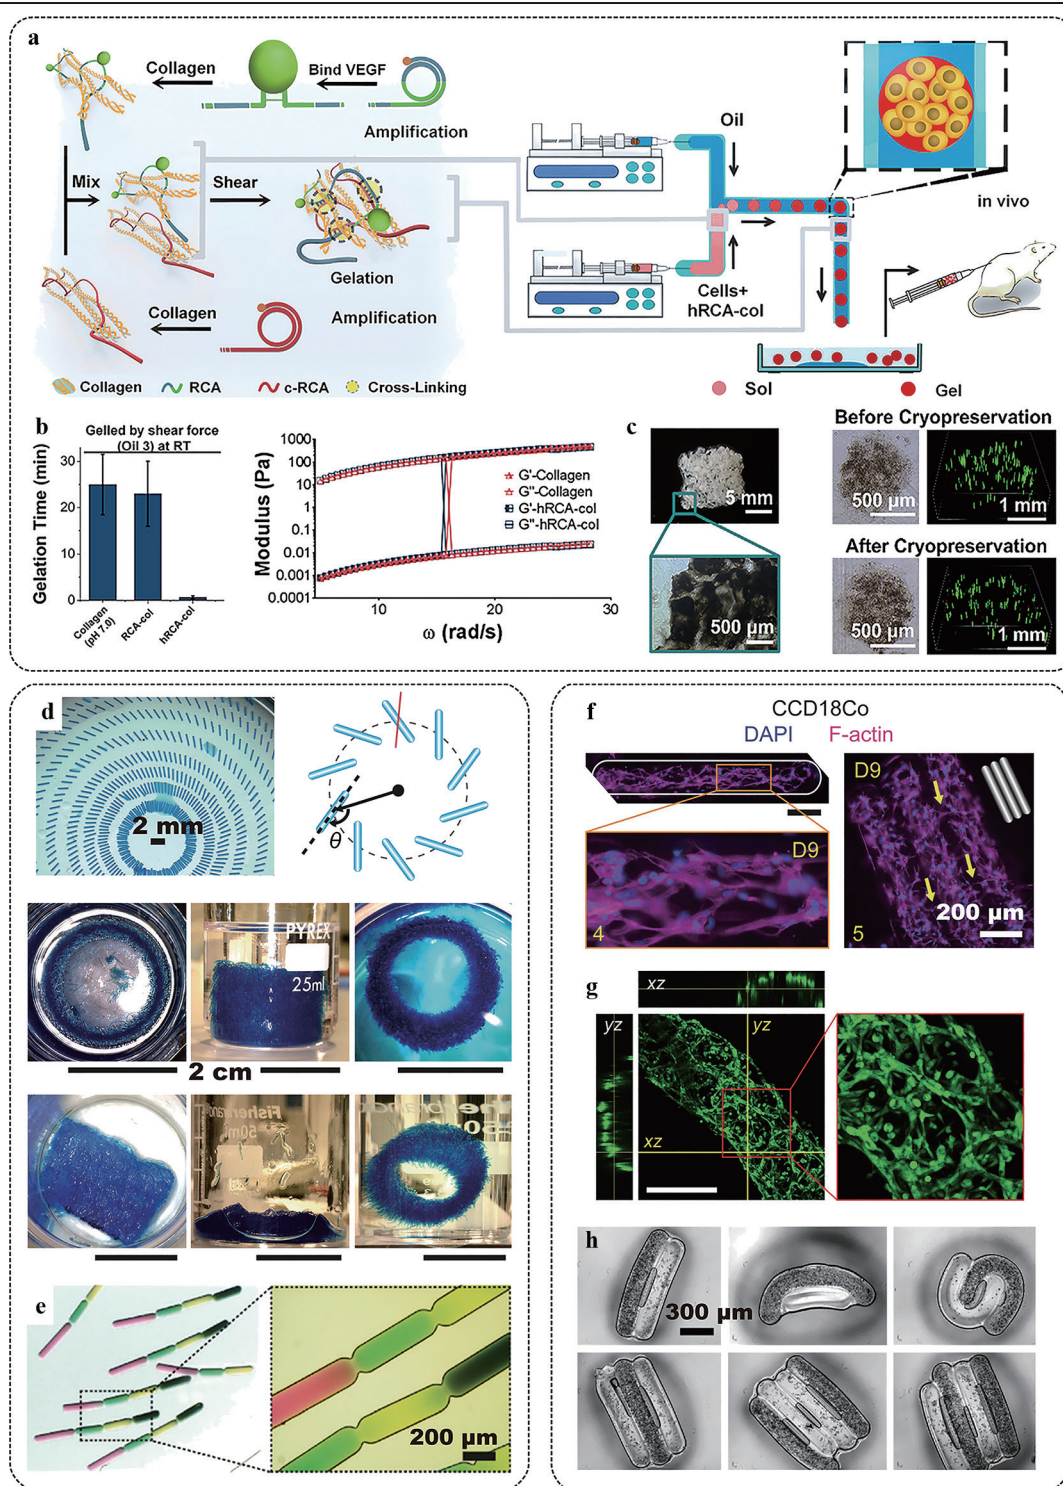 a
Collagen
Bind VEGF
Amplification
Mix
Shear
Gelation
Collagen
Amplification
Oil
Cells+
hRCA-col
in vivo
Collagen
RCA
c-RCA
Cross-Linking
Sol
Gel
b
Gelled by shear force
(Oil 3) at RT
Gelation Time (min)
30
20
10
0
Collagen
(pH 7.0)
RCA-col
hRCA-col
Modulus (Pa)
1000
100
10
1
0.1
0.01
0.001
0.0001
G'-Collagen
G"-Collagen
G'-hRCA-col
G"-hRCA-col
10
20
30
ω (rad/s)
c
5 mm
500 μm
Before Cryopreservation
500 μm
1 mm
After Cryopreservation
500 μm
1 mm
d
2 mm
θ
PYREX
25ml
2 cm
e
200 μm
f
CCD18Co
DAPI
F-actin
D9
4
D9
5
200 μm
g
xz
yz
yz
xz
h
300 μm